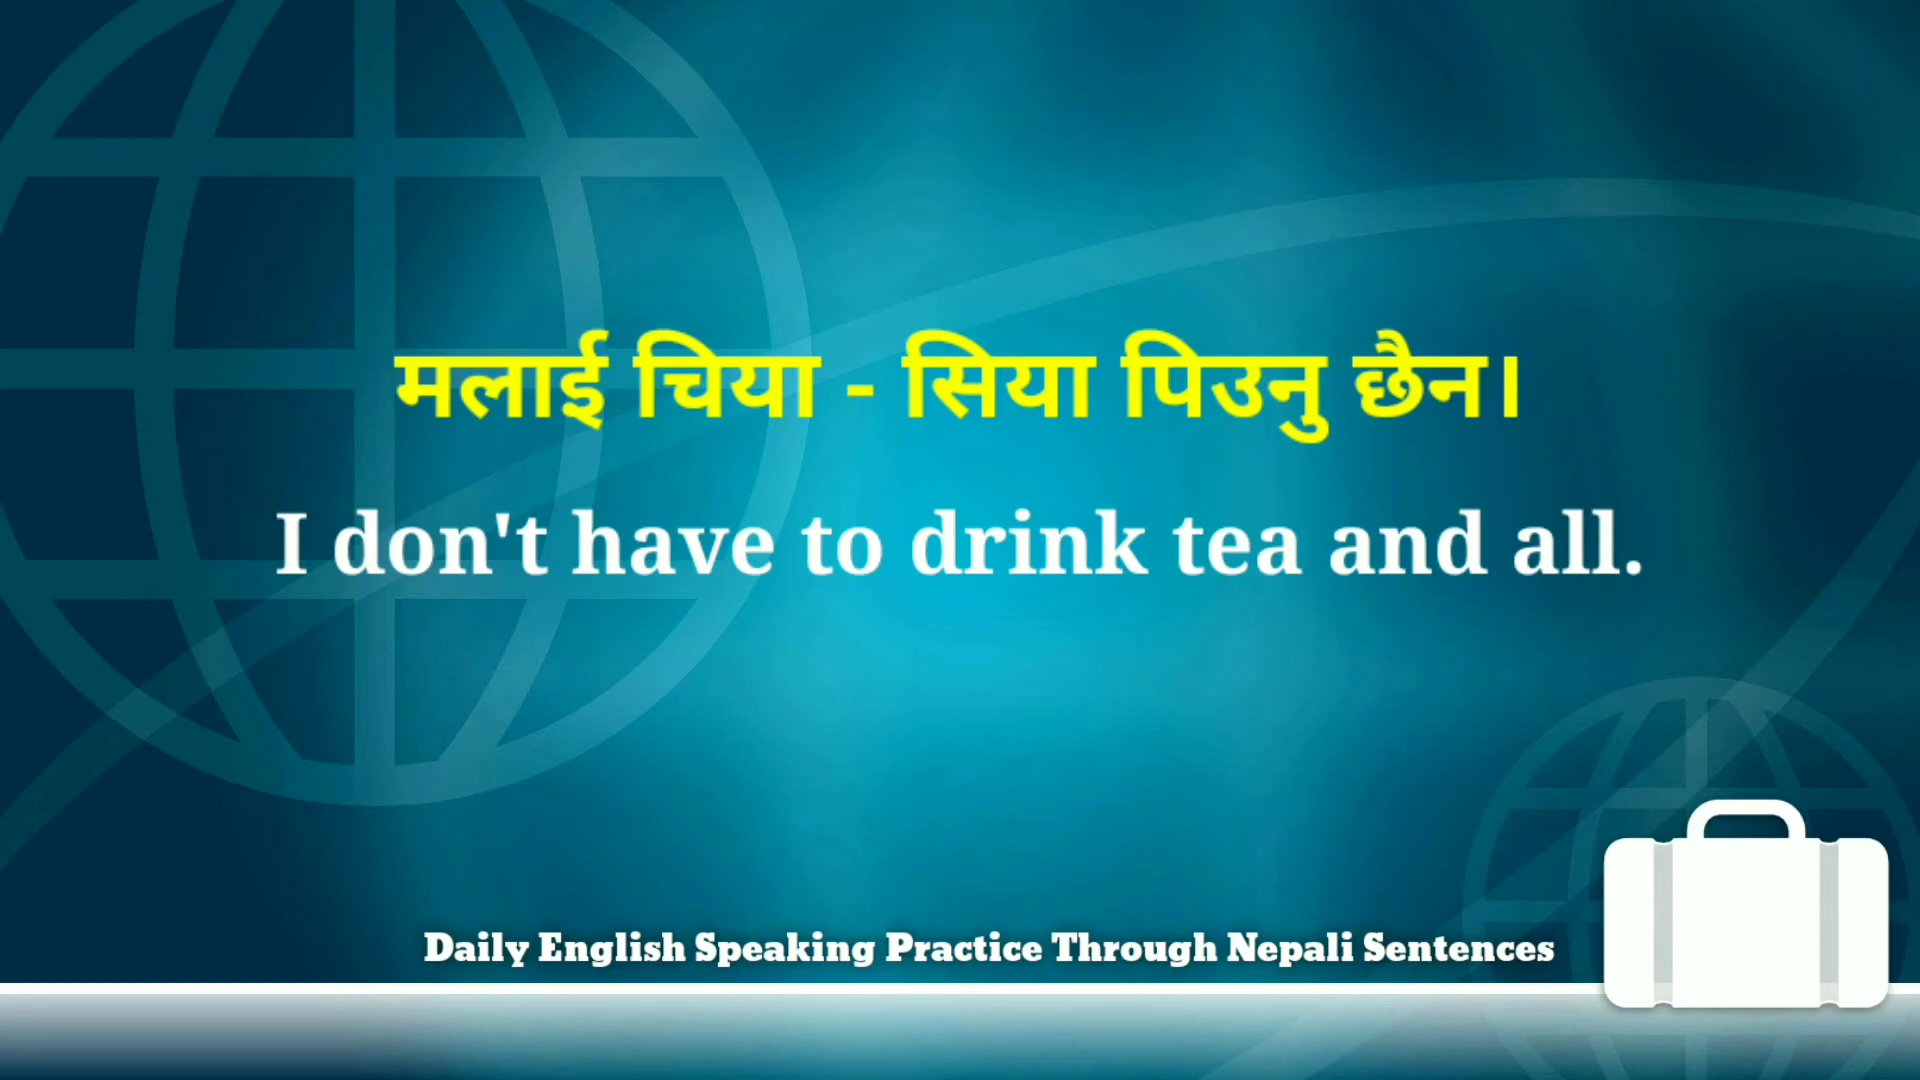 मलाई चिया - सिया पिउनु छैन।
I don't have to drink tea and all.
Daily English Speaking Practice Through Nepali Sentences